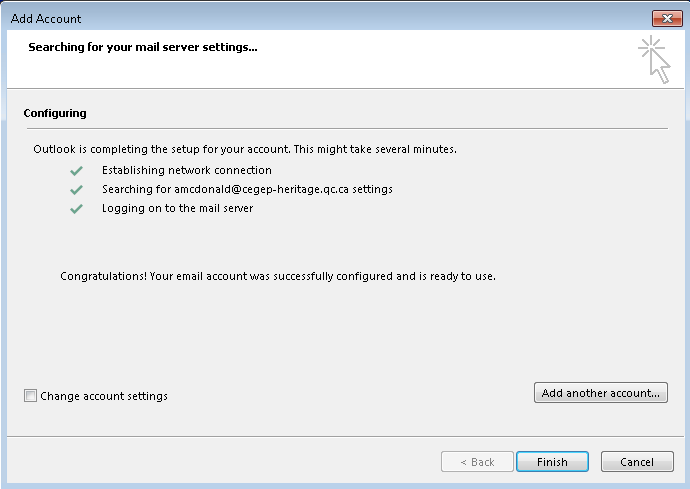 Add Account
Searching for your mail server settings...
Configuring
Outlook is completing the setup for your account. This might take several minutes.
Establishing network connection
Searching for amcdonald@cegep-heritage.qc.ca settings
Logging on to the mail server
Congratulations! Your email account was successfully configured and is ready to use.
Change account settings
Add another account...
< Back
Finish
Cancel